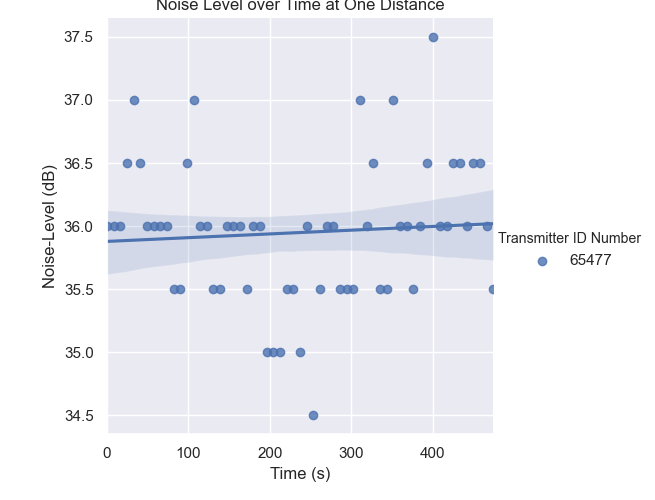 Noise Level over Time at One Distance
37.5
37.0
36.5
36.0
35.5
35.0
34.5
Noise-Level (dB)
0 100 200 300 400
Time (s)
Transmitter ID Number
65477